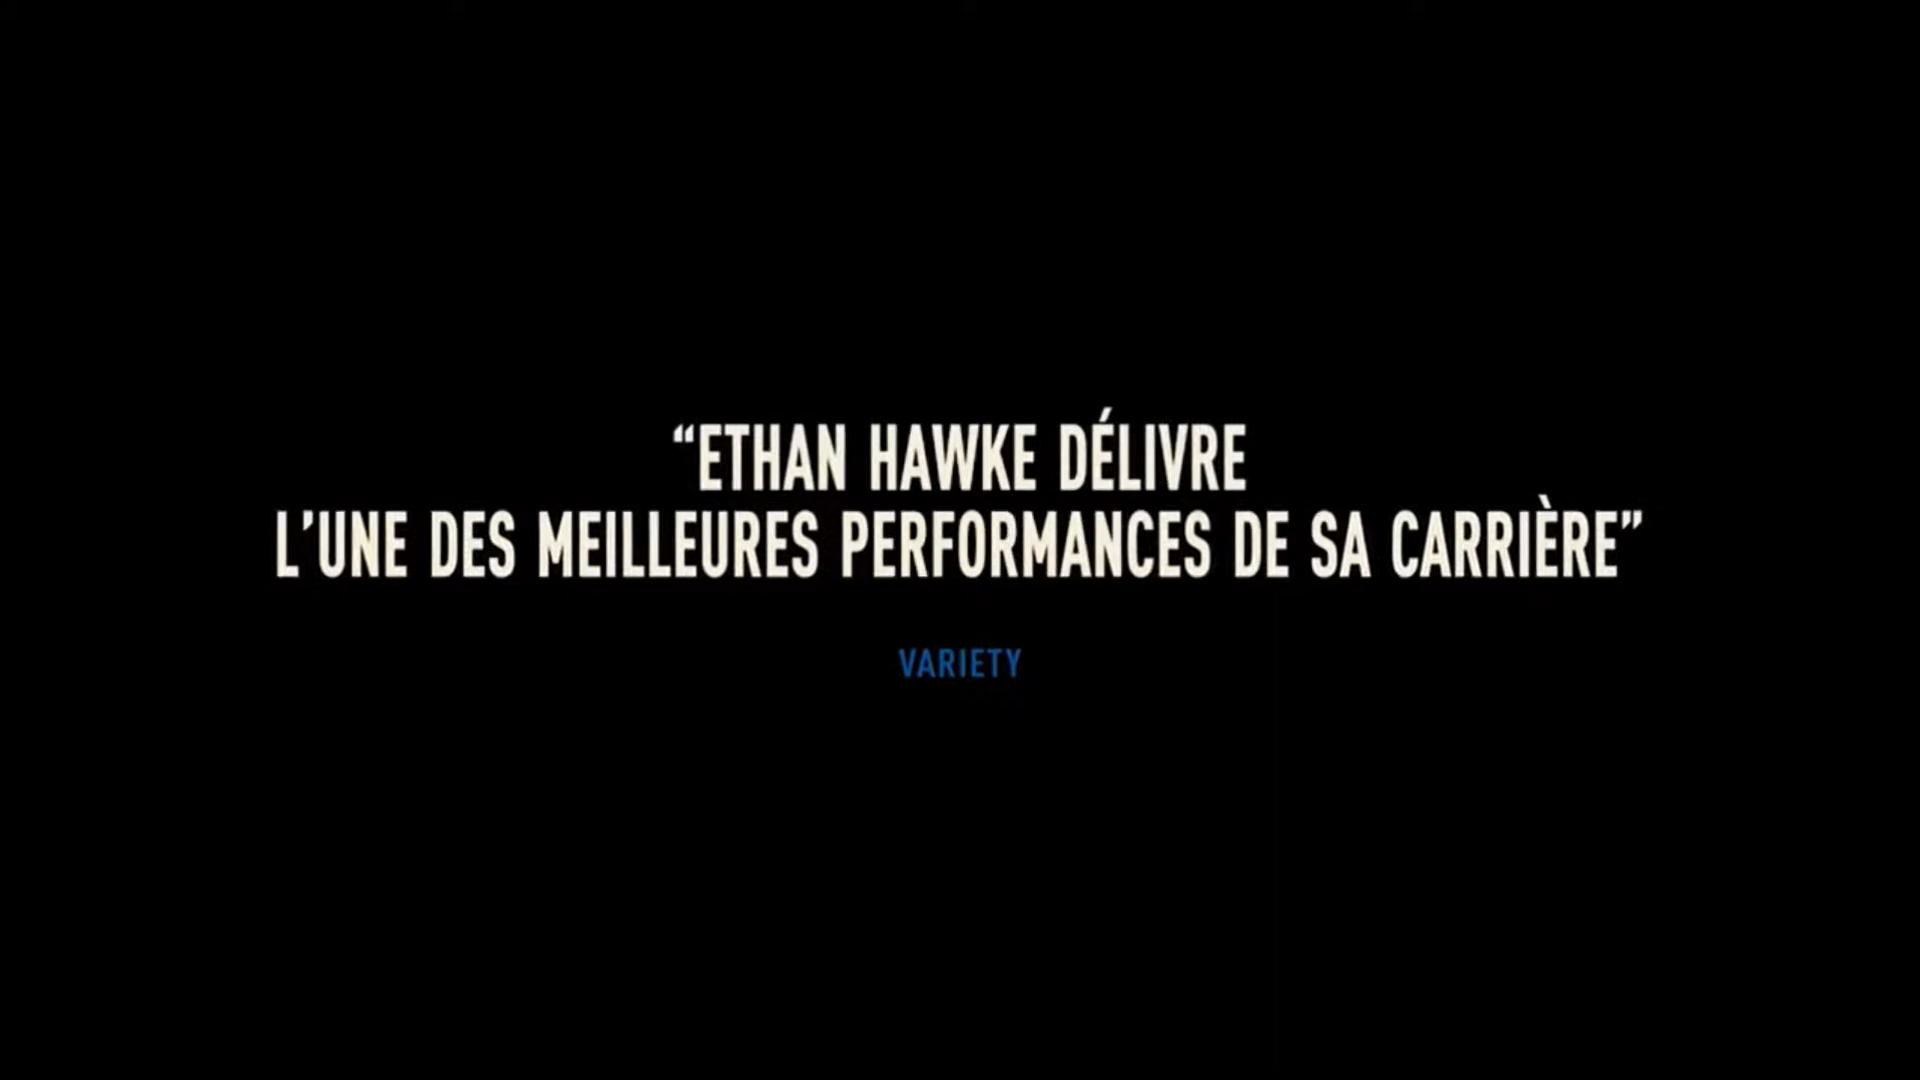 “ETHAN HAWKE DÉLIVRE
L’UNE DES MEILLEURES PERFORMANCES DE SA CARRIÈRE”
VARIETY